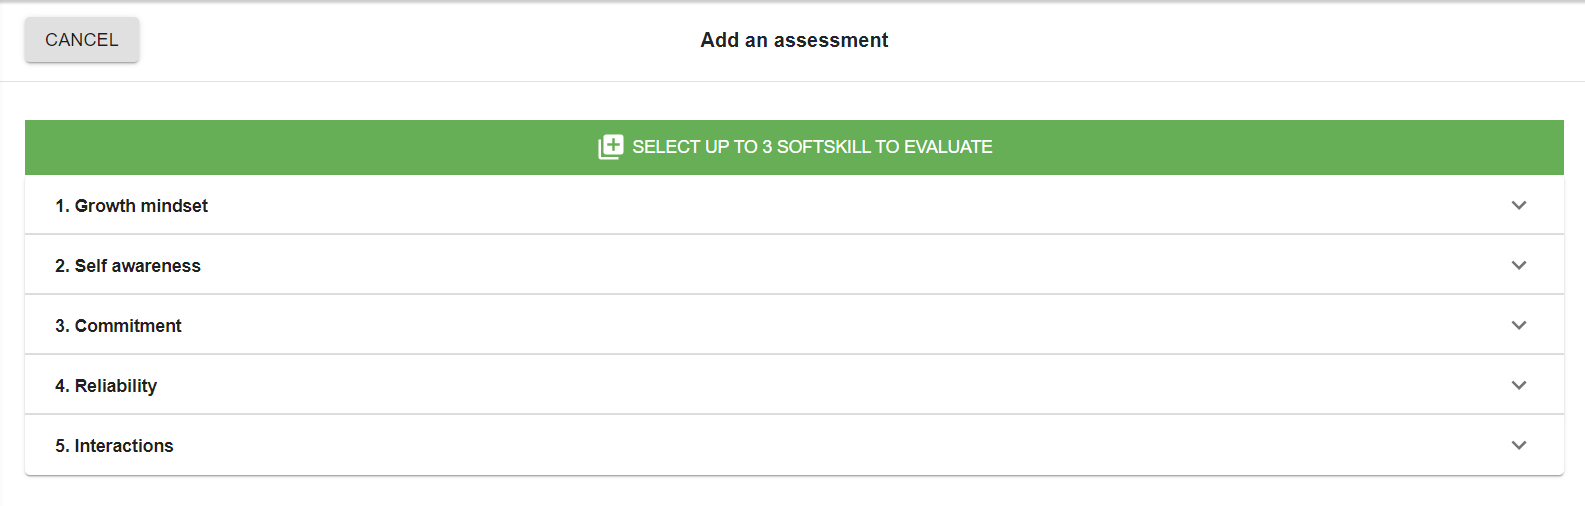 CANCEL
Add an assessment
SELECT UP TO 3 SOFTSKILL TO EVALUATE
1. Growth mindset
2. Self awareness
3. Commitment
4. Reliability
5. Interactions